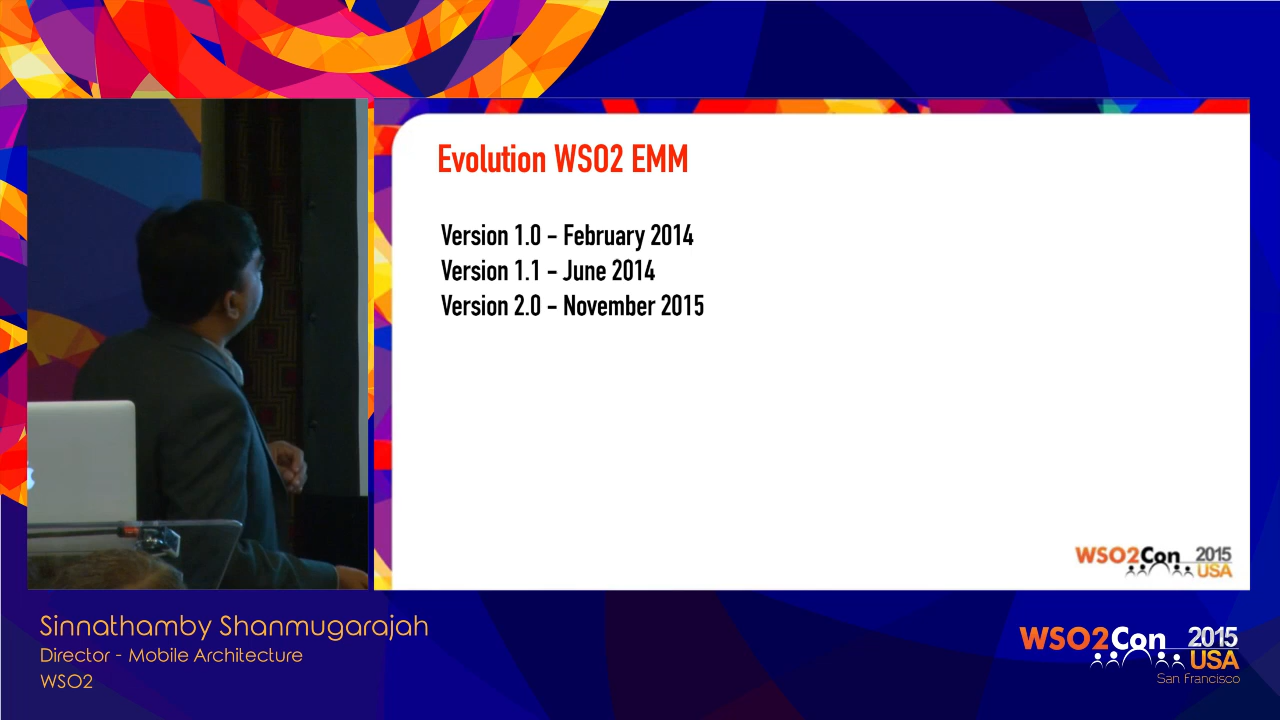 Evolution WSO2 EMM
Version 1.0 - February 2014
Version 1.1 - June 2014
Version 2.0 - November 2015
WSO2Con 2015
USA
Sinnathamby Shanmugarajah
Director - Mobile Architecture
WSO2
WSO2Con 2015
USA
San Francisco